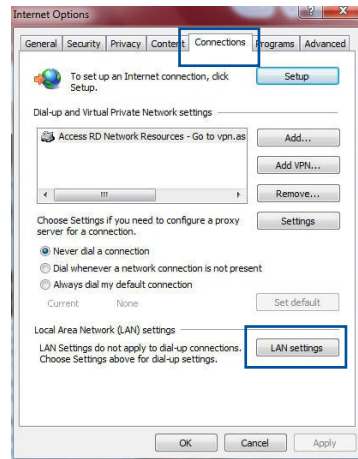 Internet Options
General Security Privacy Content Connections Programs Advanced
To set up an Internet connection, click
Setup.
Setup
Dial-up and Virtual Private Network settings
Access RD Network Resources - Go to vpn.as
Add...
Add VPN...
Remove...
Choose Settings if you need to configure a proxy
server for a connection.
Settings
Never dial a connection
Dial whenever a network connection is not present
Always dial my default connection
Current None
Set default
Local Area Network (LAN) settings
LAN Settings do not apply to dial-up connections.
Choose Settings above for dial-up settings.
LAN settings
OK Cancel Apply